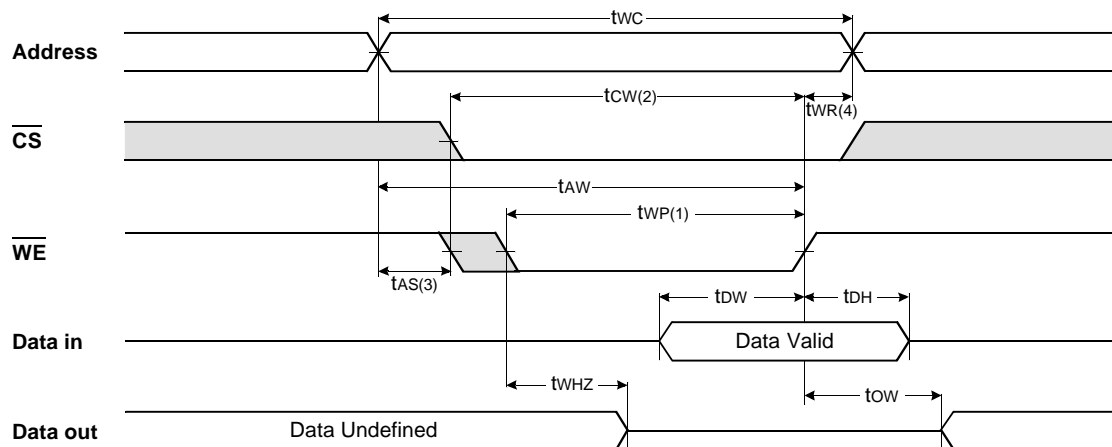 tWC
Address
tCW(2)
tWR(4)
CS
tAW
tWP(1)
WE
tAS(3)
tDW
tDH
Data in
Data Valid
tWHZ
tOW
Data out
Data Undefined